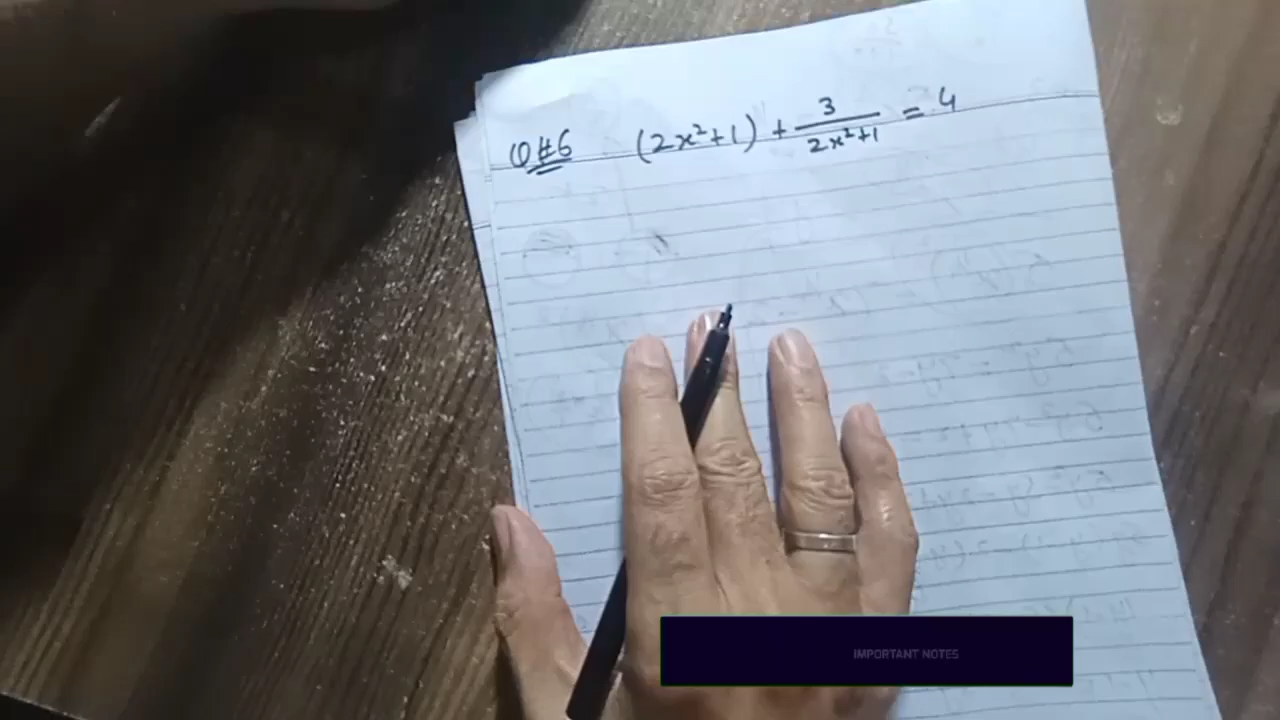 Q#6 (2x²+1) + 3/(2x²+1) = 4
IMPORTANT NOTES